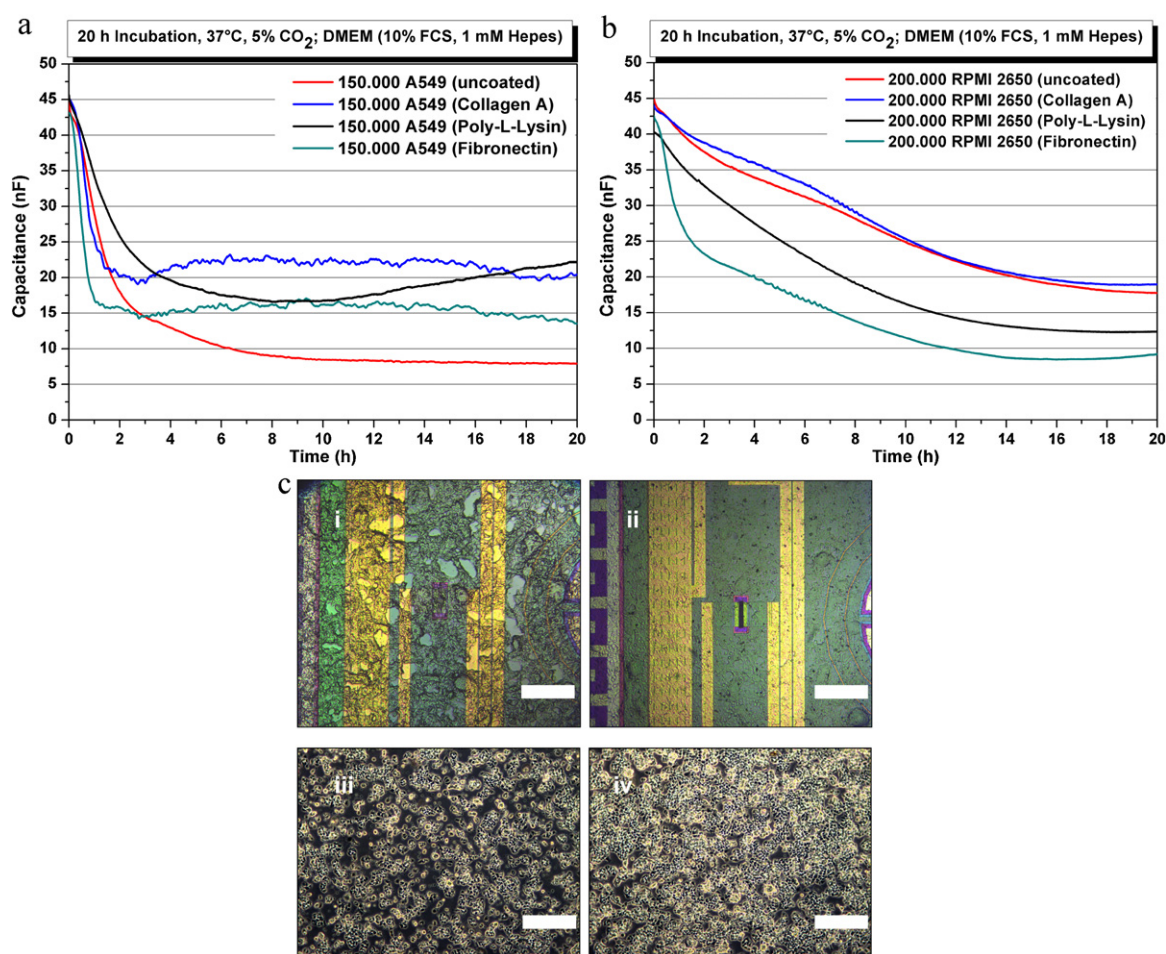 a
20 h Incubation, 37°C, 5% CO₂; DMEM (10% FCS, 1 mM Hepes)
150.000 A549 (uncoated)
150.000 A549 (Collagen A)
150.000 A549 (Poly-L-Lysin)
150.000 A549 (Fibronectin)
Capacitance (nF)
50
45
40
35
30
25
20
15
10
5
0
0 2 4 6 8 10 12 14 16 18 20
Time (h)
b
20 h Incubation, 37°C, 5% CO₂; DMEM (10% FCS, 1 mM Hepes)
200.000 RPMI 2650 (uncoated)
200.000 RPMI 2650 (Collagen A)
200.000 RPMI 2650 (Poly-L-Lysin)
200.000 RPMI 2650 (Fibronectin)
Capacitance (nF)
50
45
40
35
30
25
20
15
10
5
0
0 2 4 6 8 10 12 14 16 18 20
Time (h)
c
i
ii
iii
iv